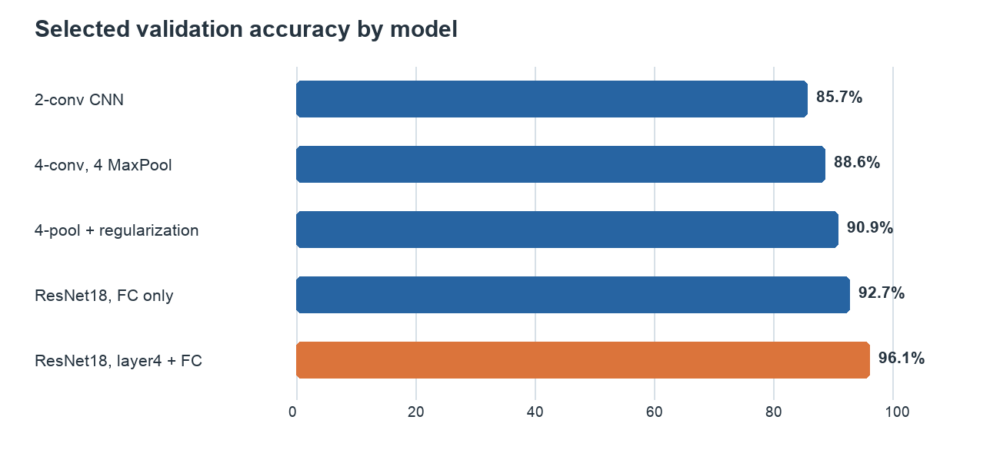 Selected validation accuracy by model
2-conv CNN 85.7%
4-conv, 4 MaxPool 88.6%
4-pool + regularization 90.9%
ResNet18, FC only 92.7%
ResNet18, layer4 + FC 96.1%
0 20 40 60 80 100